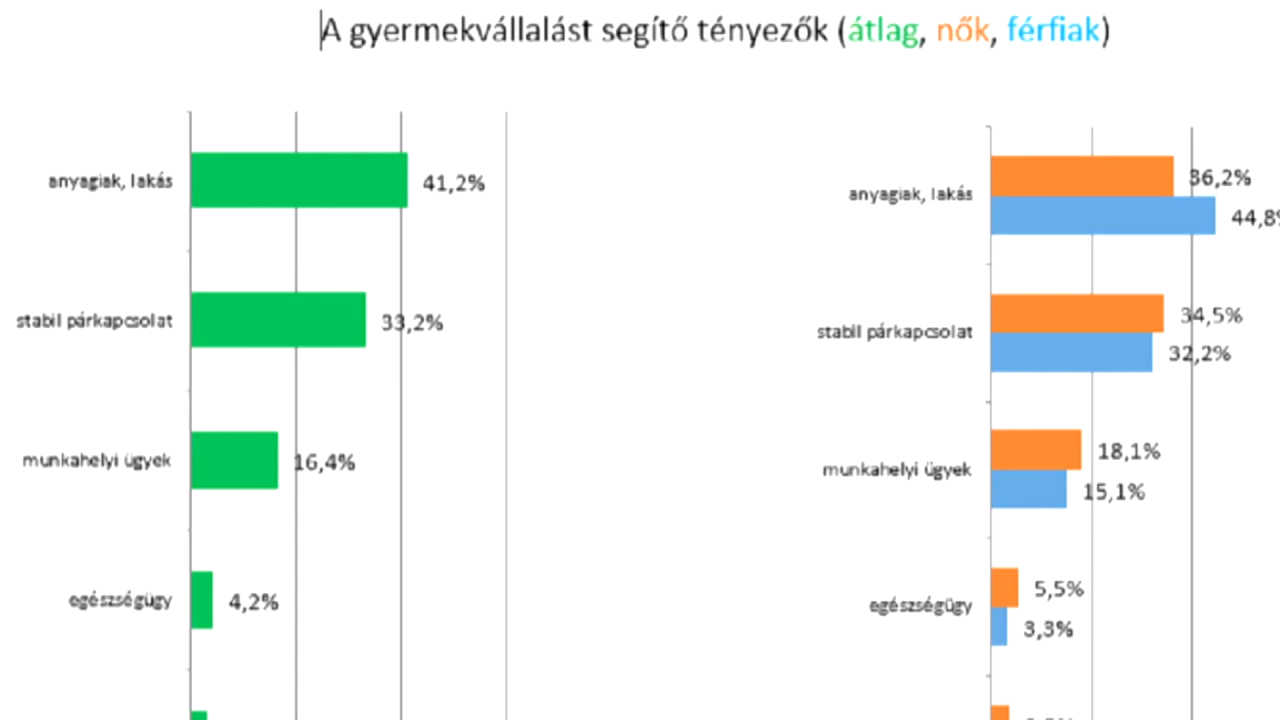 A gyermekvállalást segítő tényezők (átlag, nők, férfiak)
anyagiak, lakás 41,2%
stabil párkapcsolat 33,2%
munkahelyi ügyek 16,4%
egészségügy 4,2%
anyagiak, lakás 36,2%
44,8%
stabil párkapcsolat 34,5%
32,2%
munkahelyi ügyek 18,1%
15,1%
egészségügy 5,5%
3,3%